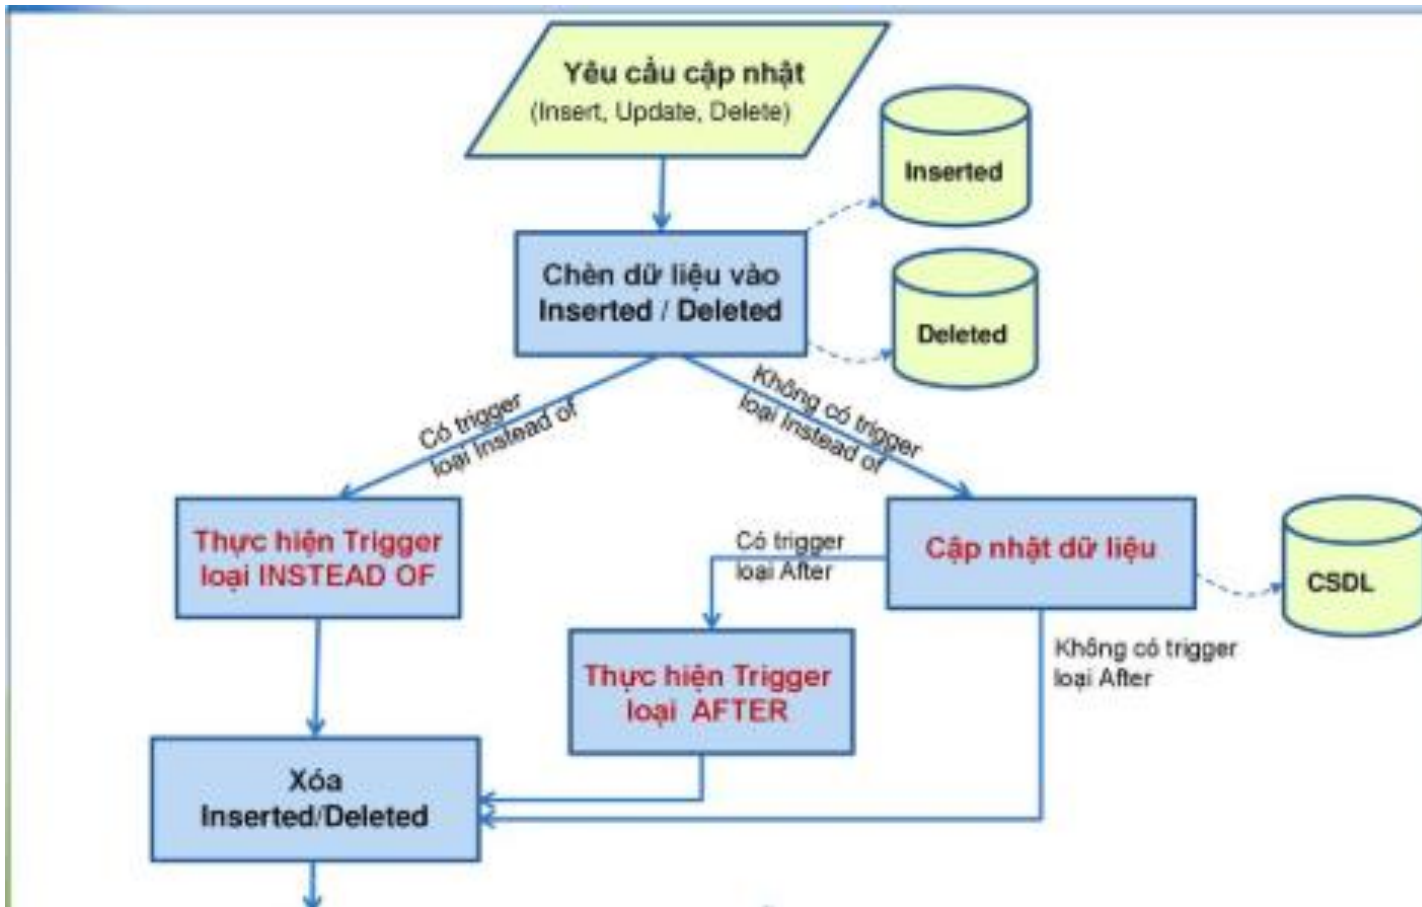 Yêu cầu cập nhật
(Insert, Update, Delete)
Inserted
Chèn dữ liệu vào
Inserted / Deleted
Deleted
Có trigger
loại Instead of
Không có trigger
loại Instead of
Thực hiện Trigger
loại INSTEAD OF
Có trigger
loại After
Cập nhật dữ liệu
CSDL
Không có trigger
loại After
Thực hiện Trigger
loại AFTER
Xóa
Inserted/Deleted